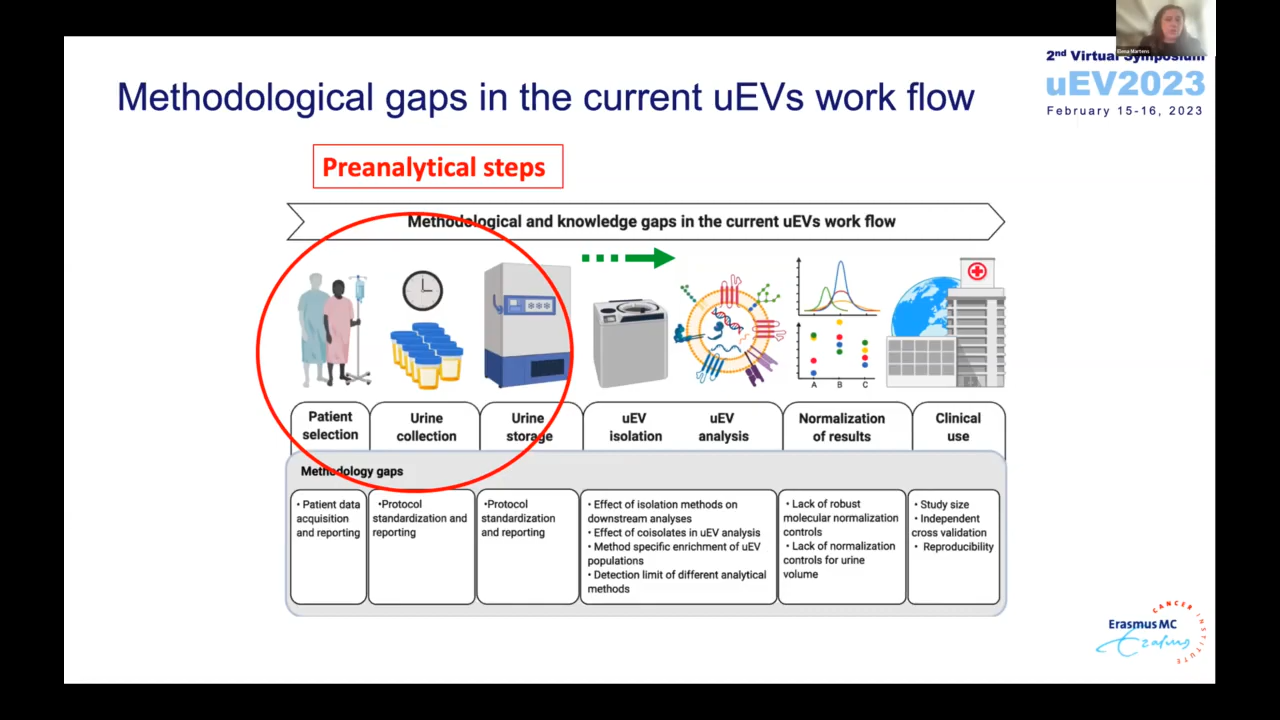 Elena Martens
2nd Virtual Symposium
uEV2023
February 15-16, 2023
Methodological gaps in the current uEVs work flow
Preanalytical steps
Methodological and knowledge gaps in the current uEVs work flow
A B C
Patient
selection
Urine
collection
Urine
storage
uEV
isolation
uEV
analysis
Normalization
of results
Clinical
use
Methodology gaps
• Patient data
acquisition
and reporting
•Protocol
standardization and
reporting
•Protocol
standardization
and reporting
• Effect of isolation methods on
downstream analyses
• Effect of coisolates in uEV analysis
• Method specific enrichment of uEV
populations
• Detection limit of different analytical
methods
• Lack of robust
molecular normalization
controls
• Lack of normalization
controls for urine
volume
• Study size
• Independent
cross validation
• Reproducibility
Erasmus MC
Erasmus
CANCER INSTITUTE